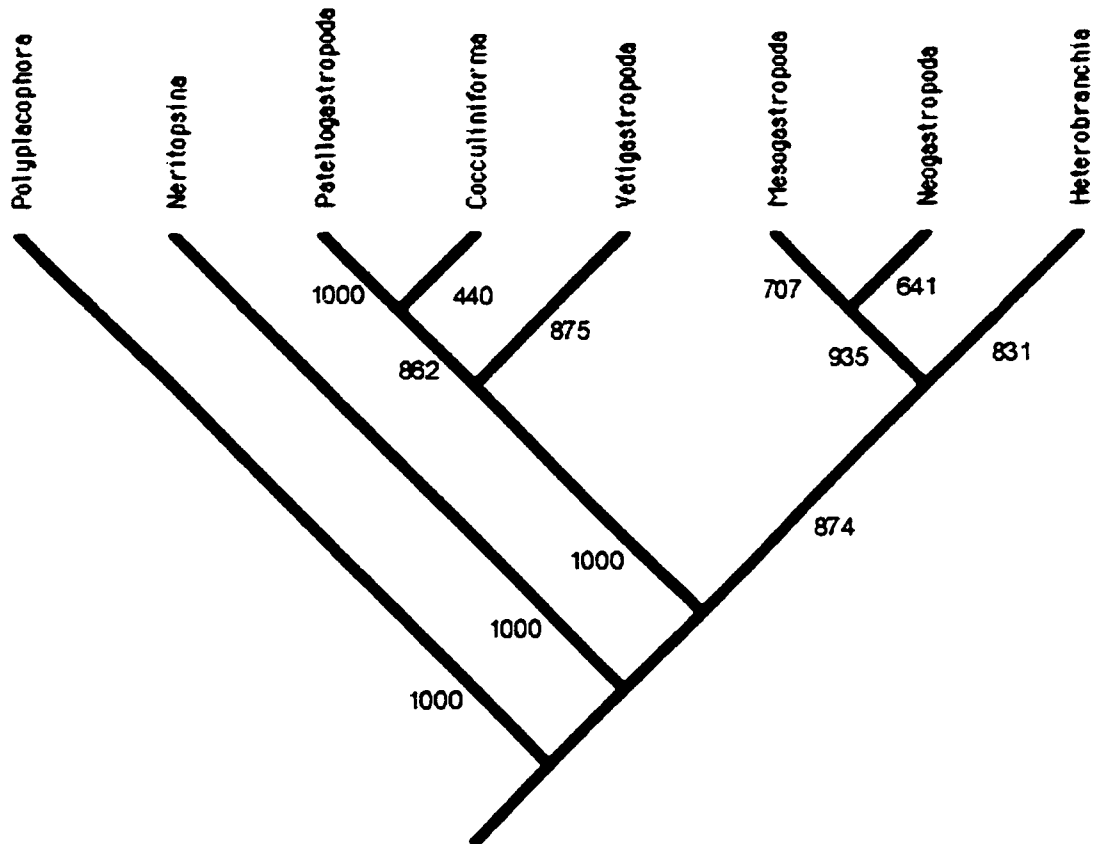 Polyplacophora
Neritopsina
Patellogastropoda
Cocculiniforma
Vetigastropoda
Mesogastropoda
Neogastropoda
Heterobranchia
1000
440
707
641
875
862
935
831
874
1000
1000
1000